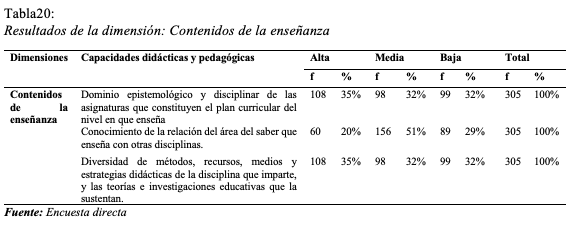 Tabla20:
Resultados de la dimensión: Contenidos de la enseñanza
Dimensiones Capacidades didácticas y pedagógicas Alta Media Baja Total
f % f % f % f %
Contenidos Dominio epistemológico y disciplinar de las 108 35% 98 32% 99 32% 305 100%
de la asignaturas que constituyen el plan curricular del
enseñanza nivel en que enseña
Conocimiento de la relación del área del saber que 60 20% 156 51% 89 29% 305 100%
enseña con otras disciplinas.
Diversidad de métodos, recursos, medios y 108 35% 98 32% 99 32% 305 100%
estrategias didácticas de la disciplina que imparte,
y las teorías e investigaciones educativas que la
sustentan.
Fuente: Encuesta directa